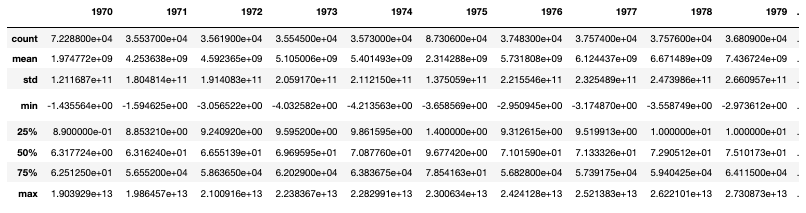 1970 1971 1972 1973 1974 1975 1976 1977 1978 1979
count 7.228800e+04 3.553700e+04 3.561900e+04 3.554500e+04 3.573000e+04 8.730600e+04 3.748300e+04 3.757400e+04 3.757600e+04 3.680900e+04
mean 1.974772e+09 4.253638e+09 4.592365e+09 5.105006e+09 5.401493e+09 2.314288e+09 5.731808e+09 6.124437e+09 6.671489e+09 7.436724e+09
std 1.211687e+11 1.804814e+11 1.914083e+11 2.059170e+11 2.112150e+11 1.375059e+11 2.215546e+11 2.325489e+11 2.473986e+11 2.660957e+11
min -1.435564e+00 -1.594625e+00 -3.056522e+00 -4.032582e+00 -4.213563e+00 -3.658569e+00 -2.950945e+00 -3.174870e+00 -3.558749e+00 -2.973612e+00
25% 8.900000e-01 8.853210e+00 9.240920e+00 9.595200e+00 9.861595e+00 1.400000e+00 9.312615e+00 9.519913e+00 1.000000e+01 1.000000e+01
50% 6.317724e+00 6.316240e+01 6.655139e+01 6.969595e+01 7.087760e+01 9.677420e+00 7.101590e+01 7.133326e+01 7.290512e+01 7.510173e+01
75% 6.251250e+01 5.655200e+04 5.863650e+04 6.202900e+04 6.383675e+04 7.854163e+01 5.682800e+04 5.739175e+04 5.940425e+04 6.411500e+04
max 1.903929e+13 1.986457e+13 2.100916e+13 2.238367e+13 2.282991e+13 2.300634e+13 2.424128e+13 2.521383e+13 2.622101e+13 2.730873e+13